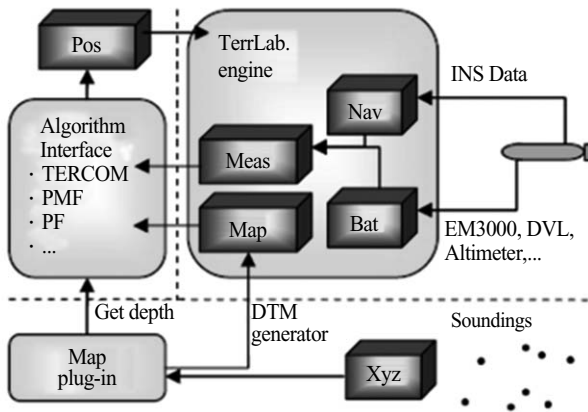 Pos
TerrLab.
engine
INS Data
Nav
Algorithm
Interface
· TERCOM
· PMF
· PF
· ...
Meas
Map
Bat
EM3000, DVL,
Altimeter,...
Get depth
DTM
generator
Soundings
Map
plug-in
Xyz